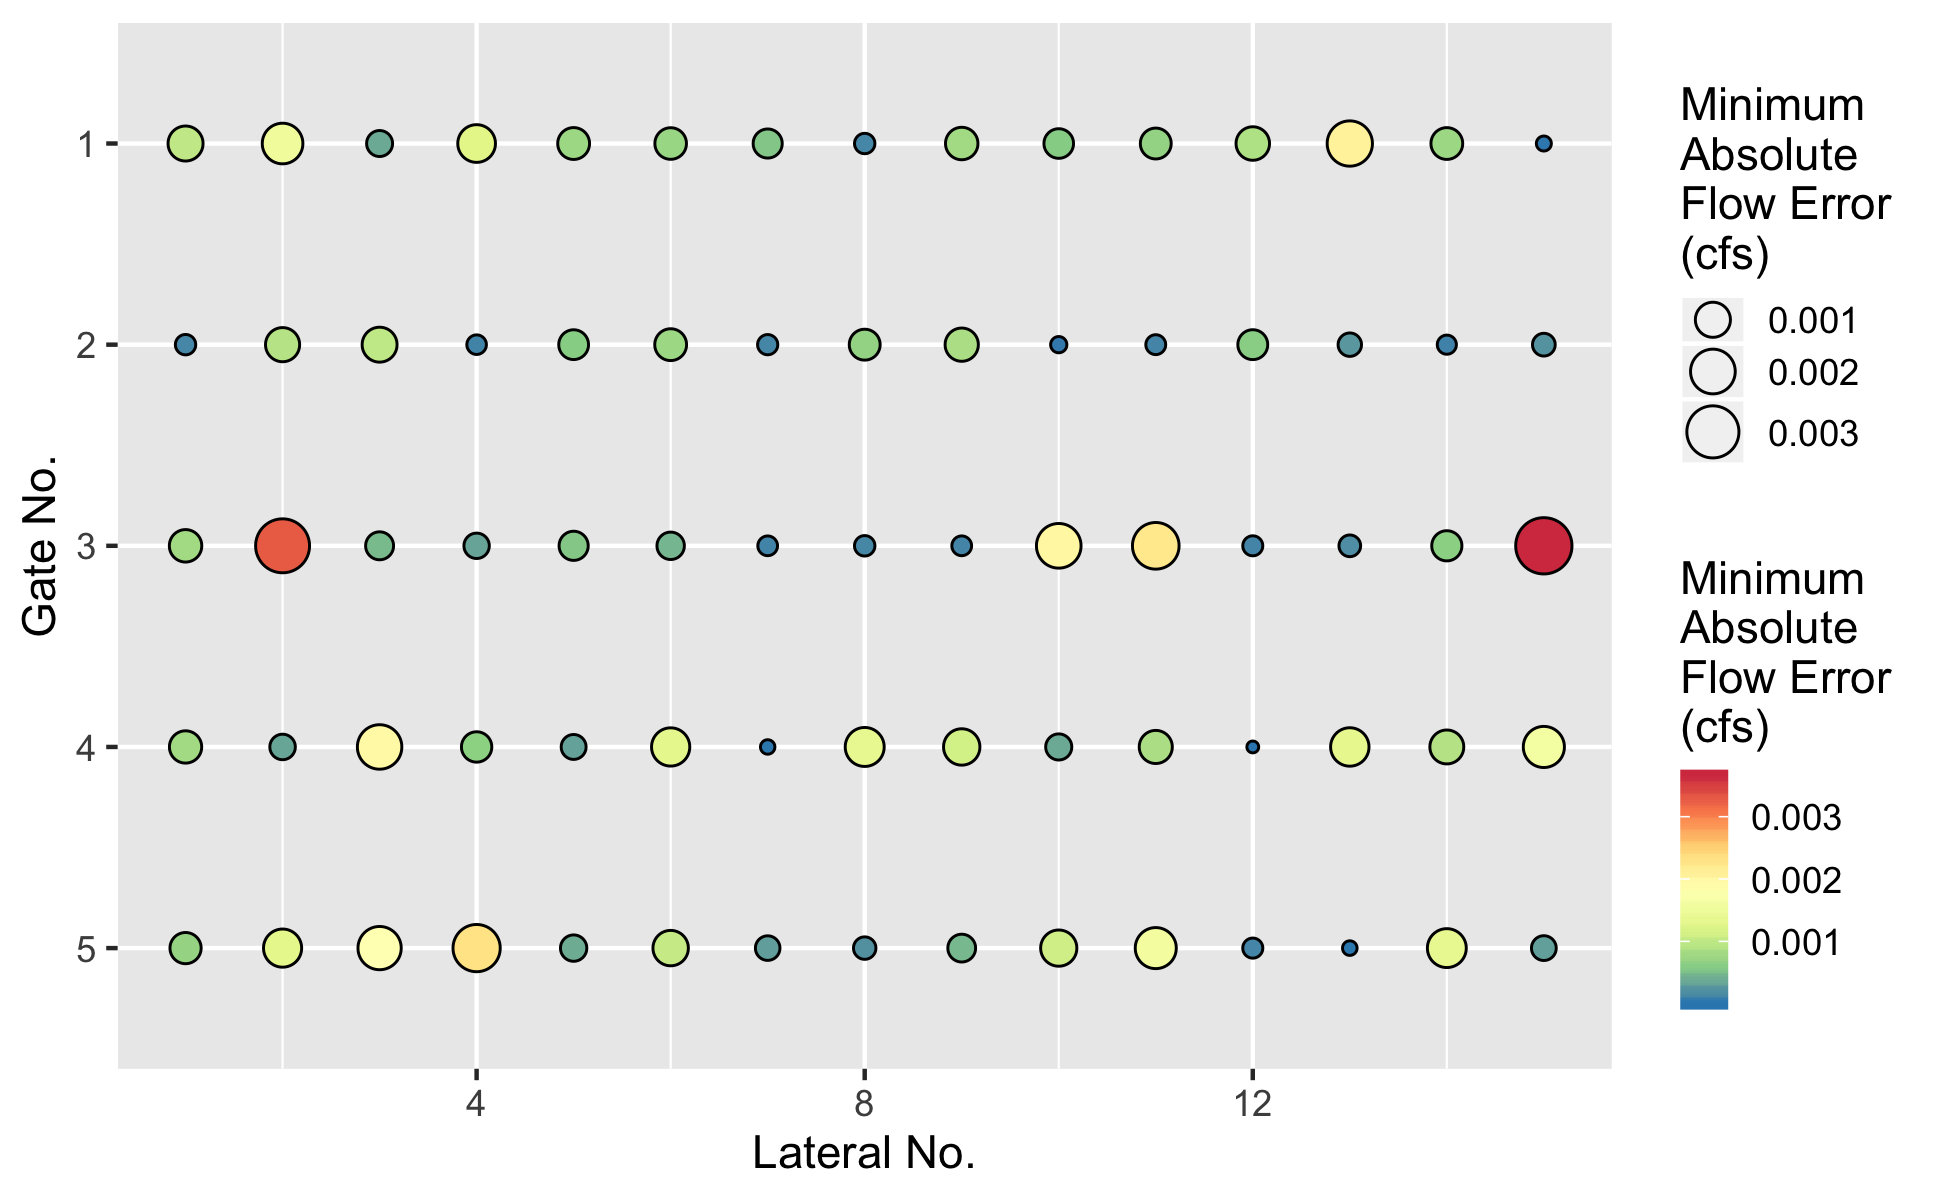 1
2
3
4
5
Gate No.
4
8
12
Lateral No.
Minimum
Absolute
Flow Error
(cfs)
0.001
0.002
0.003
Minimum
Absolute
Flow Error
(cfs)
0.003
0.002
0.001